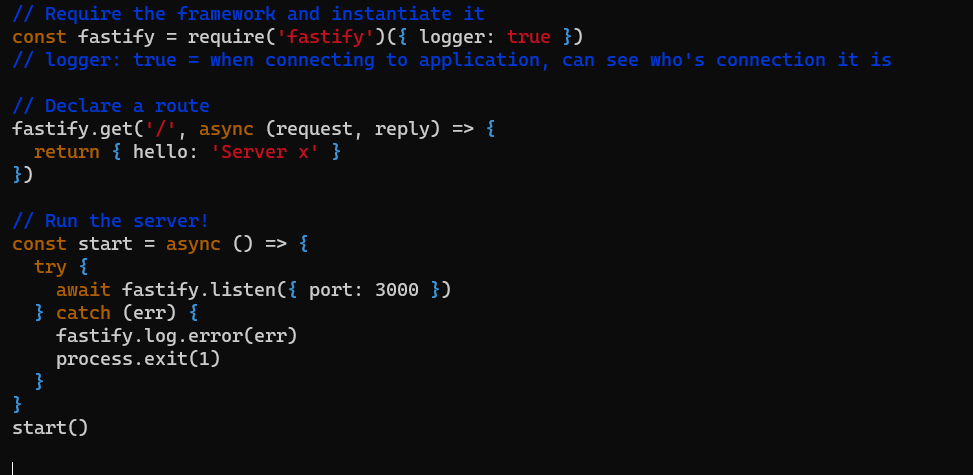 // Require the framework and instantiate it
const fastify = require('fastify')({ logger: true })
// logger: true = when connecting to application, can see who's connection it is

// Declare a route
fastify.get('/', async (request, reply) => {
  return { hello: 'Server x' }
})

// Run the server!
const start = async () => {
  try {
    await fastify.listen({ port: 3000 })
  } catch (err) {
    fastify.log.error(err)
    process.exit(1)
  }
}
start()